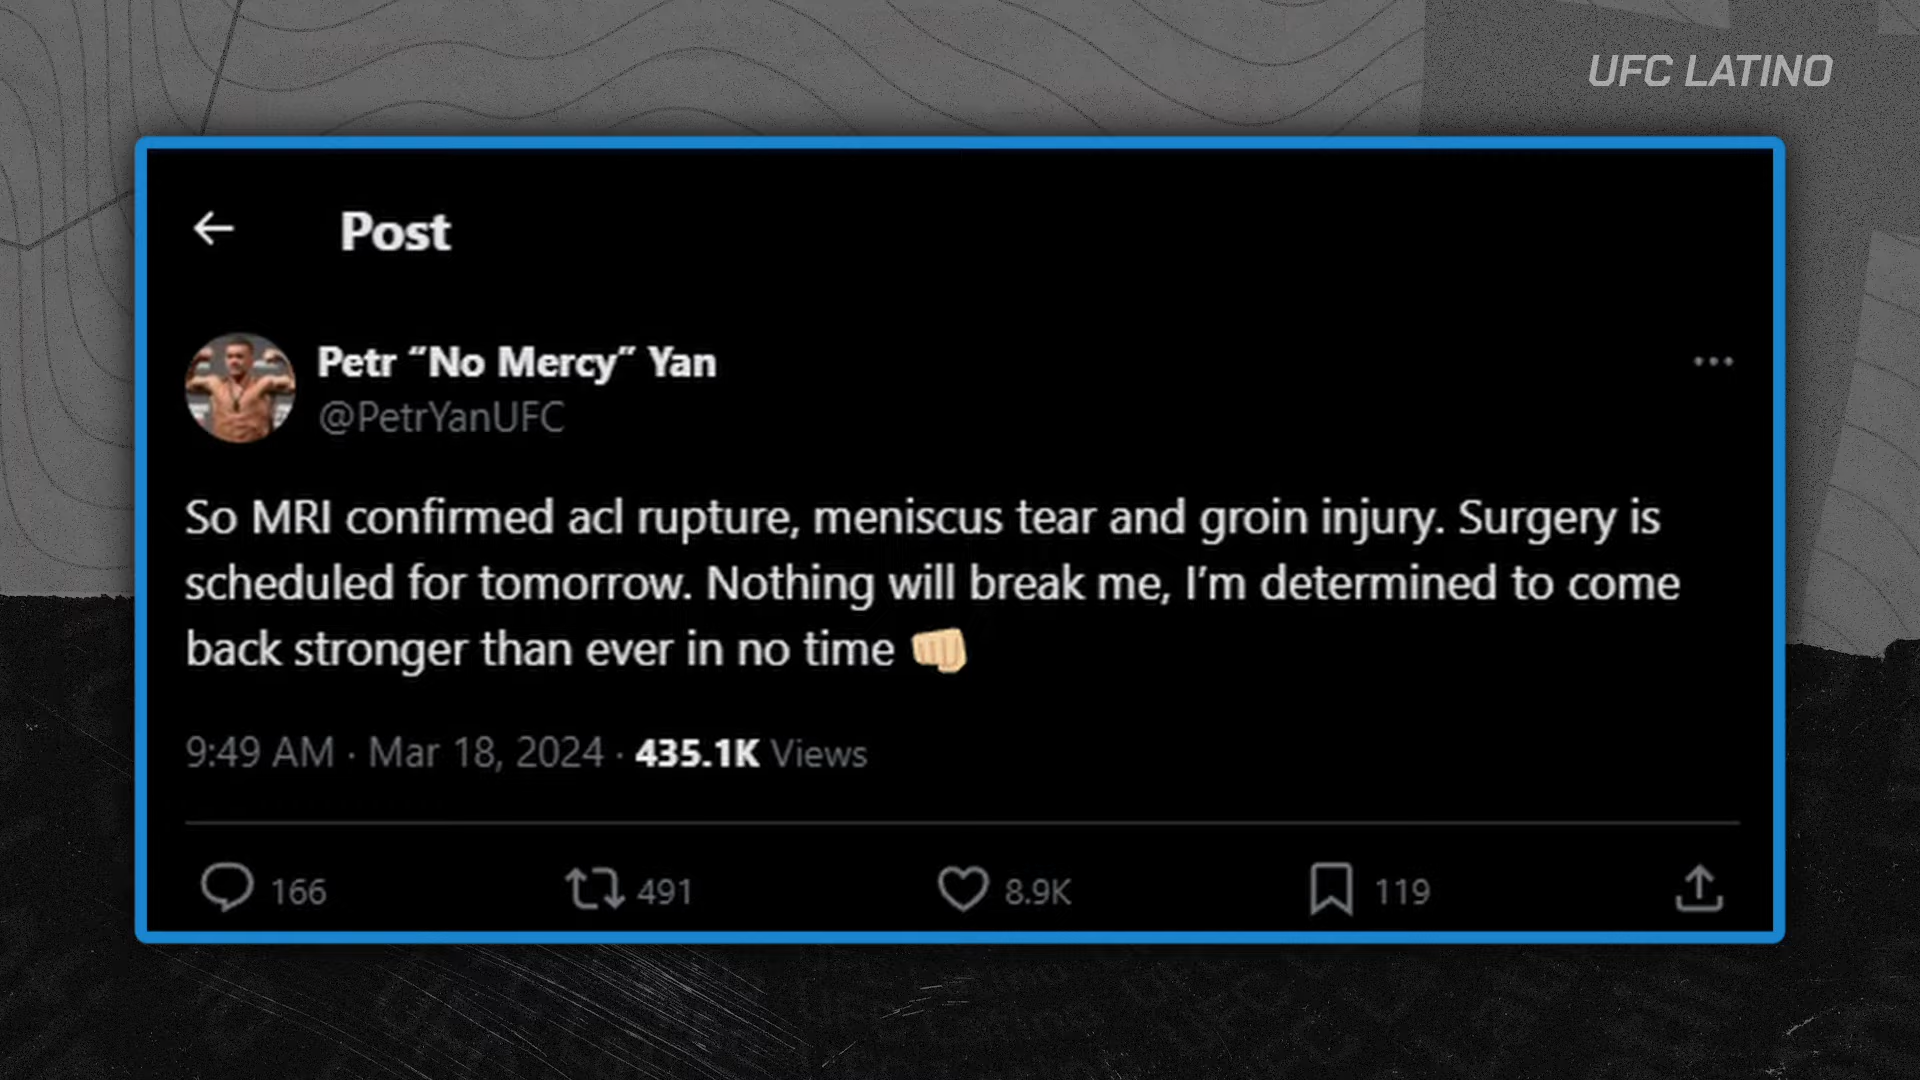 UFC LATINO
Post
Petr “No Mercy” Yan
@PetrYanUFC
So MRI confirmed acl rupture, meniscus tear and groin injury. Surgery is
scheduled for tomorrow. Nothing will break me, I’m determined to come
back stronger than ever in no time 👊🏻
9:49 AM · Mar 18, 2024 · 435.1K Views
166 491 8.9K 119